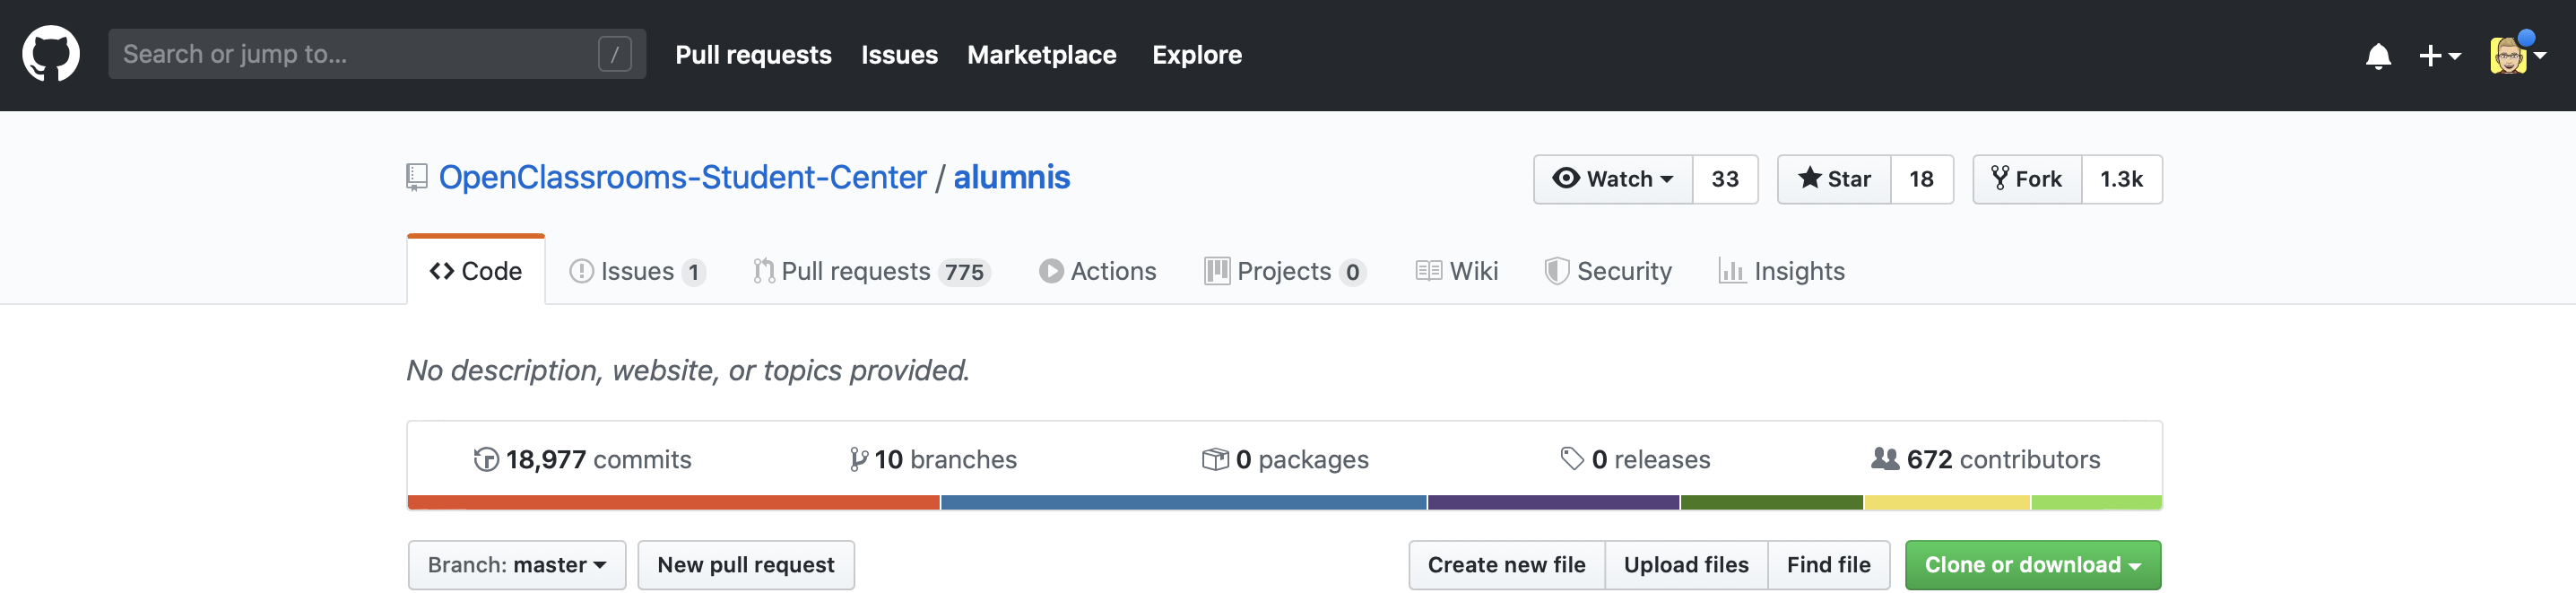 Search or jump to... / Pull requests Issues Marketplace Explore
OpenClassrooms-Student-Center / alumnis Watch 33 Star 18 Fork 1.3k
Code Issues 1 Pull requests 775 Actions Projects 0 Wiki Security Insights
No description, website, or topics provided.
18,977 commits 10 branches 0 packages 0 releases 672 contributors
Branch: master New pull request Create new file Upload files Find file Clone or download